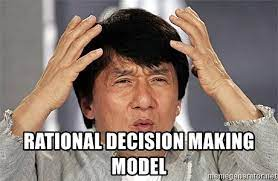 RATIONAL DECISION MAKING
MODEL
memegenerator.net